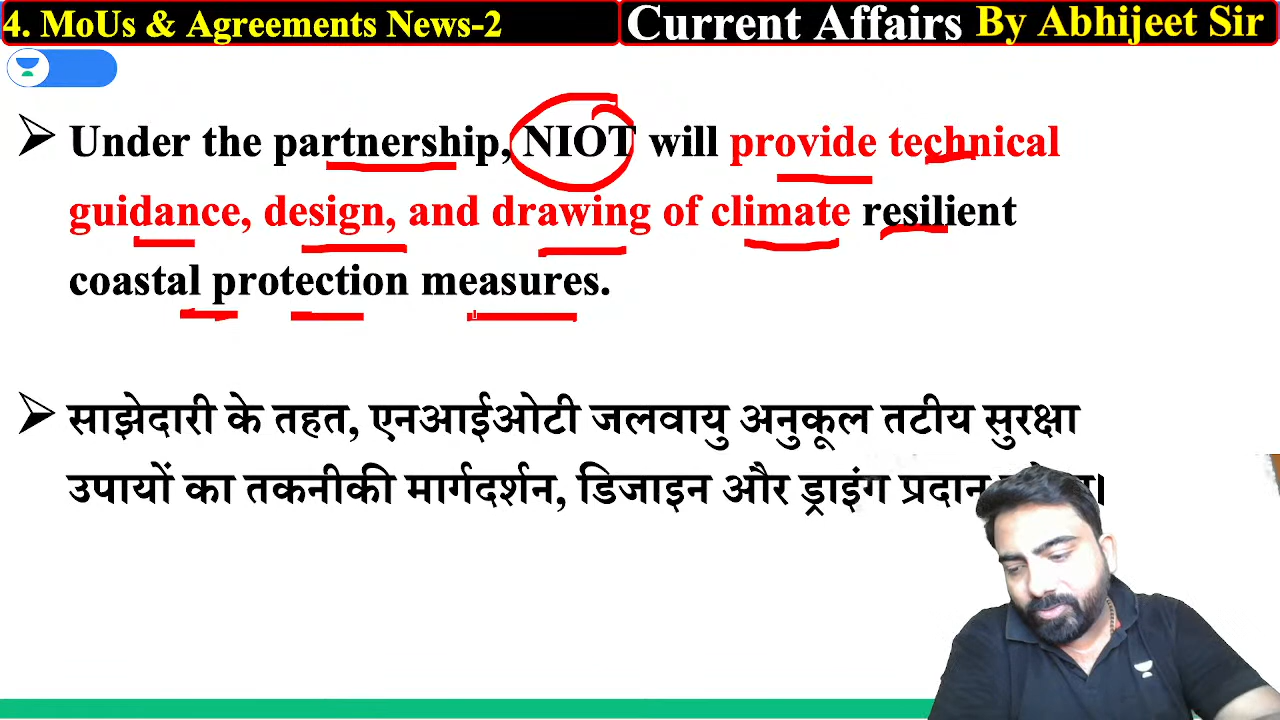 4. MoUs & Agreements News-2
Current Affairs By Abhijeet Sir
Under the partnership, NIOT will provide technical
guidance, design, and drawing of climate resilient
coastal protection measures.
साझेदारी के तहत, एनआईओटी जलवायु अनुकूल तटीय सुरक्षा
उपायों का तकनीकी मार्गदर्शन, डिजाइन और ड्राइंग प्रदान